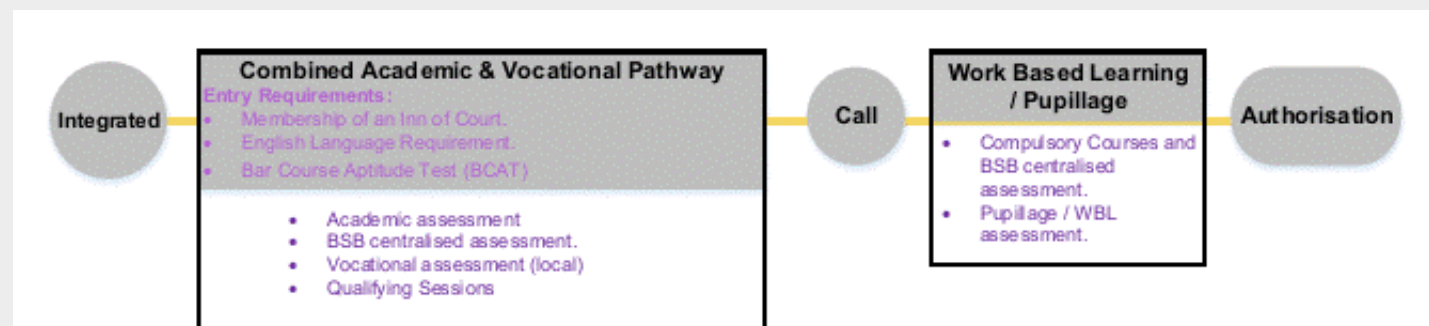 Integrated
Combined Academic & Vocational Pathway
Entry Requirements:
• Membership of an Inn of Court.
• English Language Requirement.
• Bar Course Aptitude Test (BCAT)
• Academic assessment
• BSB centralised assessment.
• Vocational assessment (local)
• Qualifying Sessions
Call
Work Based Learning
/ Pupillage
• Compulsory Courses and
BSB centralised
assessment.
• Pupillage / WBL
assessment.
Authorisation